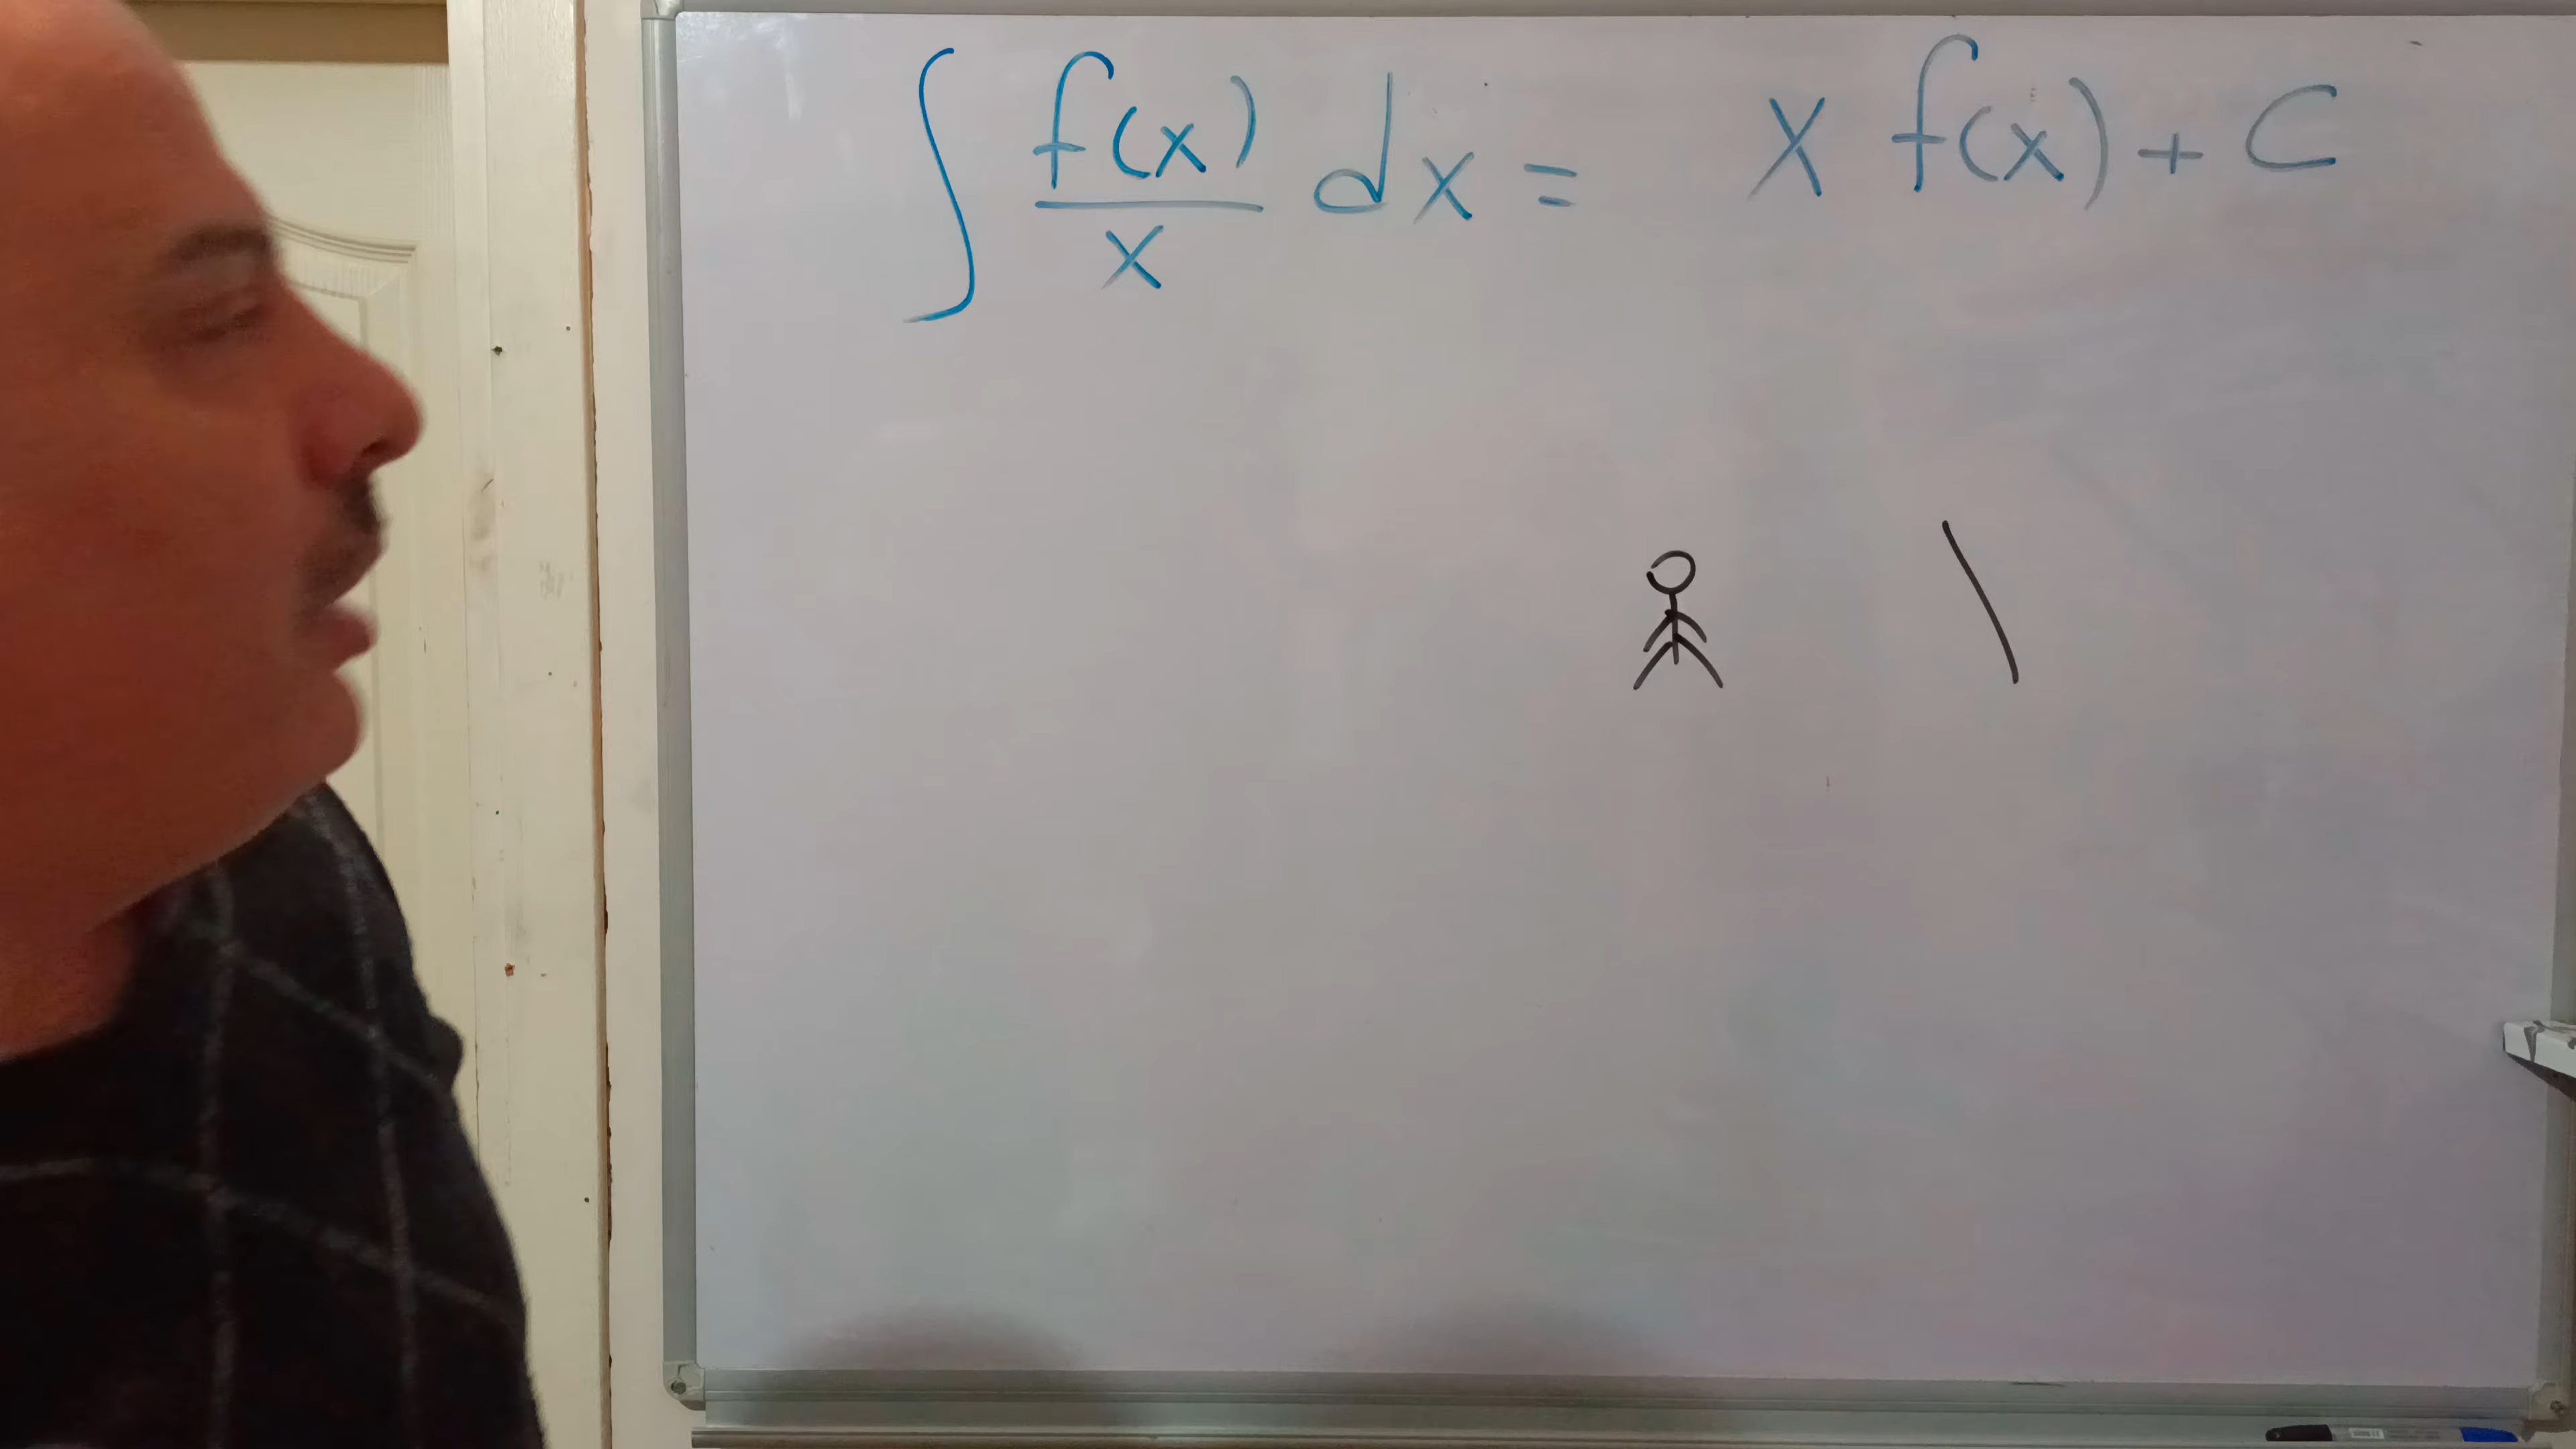 ∫ f(x)/x dx = x f(x) + C